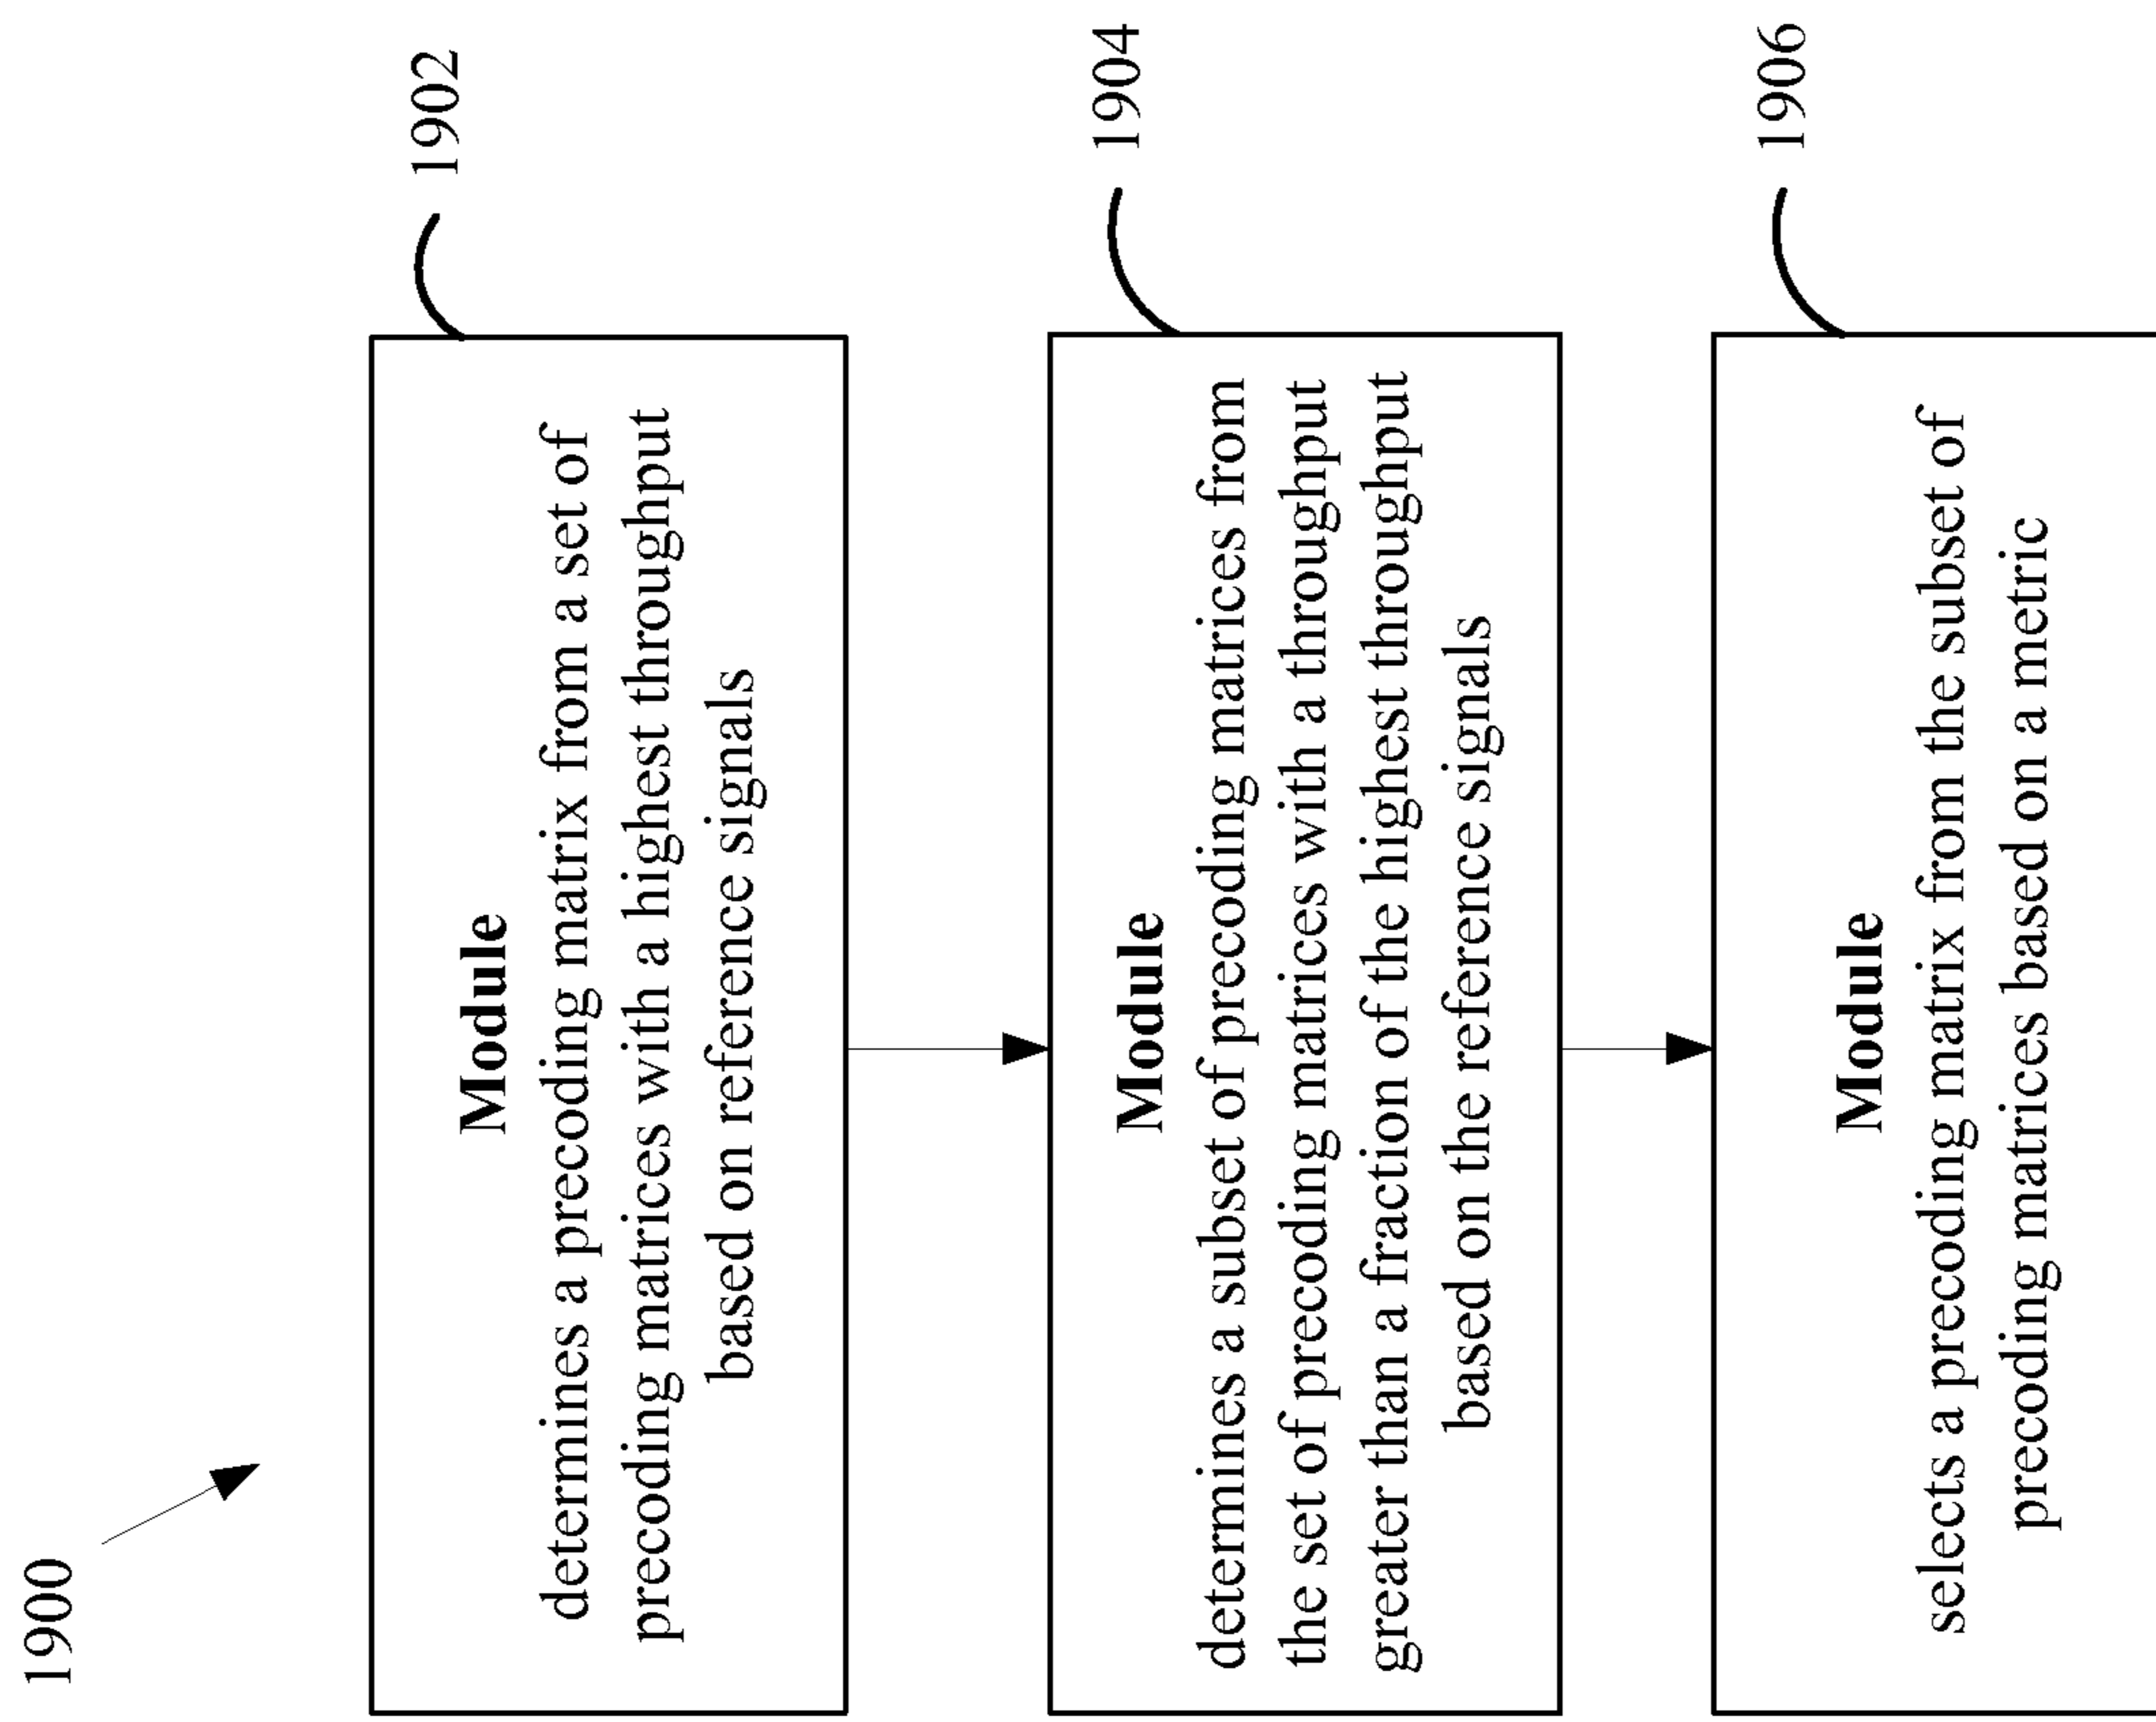 1900
1902
Module
determines a precoding matrix from a set of
precoding matrices with a highest throughput
based on reference signals
1904
Module
determines a subset of precoding matrices from
the set of precoding matrices with a throughput
greater than a fraction of the highest throughput
based on the reference signals
1906
Module
selects a precoding matrix from the subset of
precoding matrices based on a metric